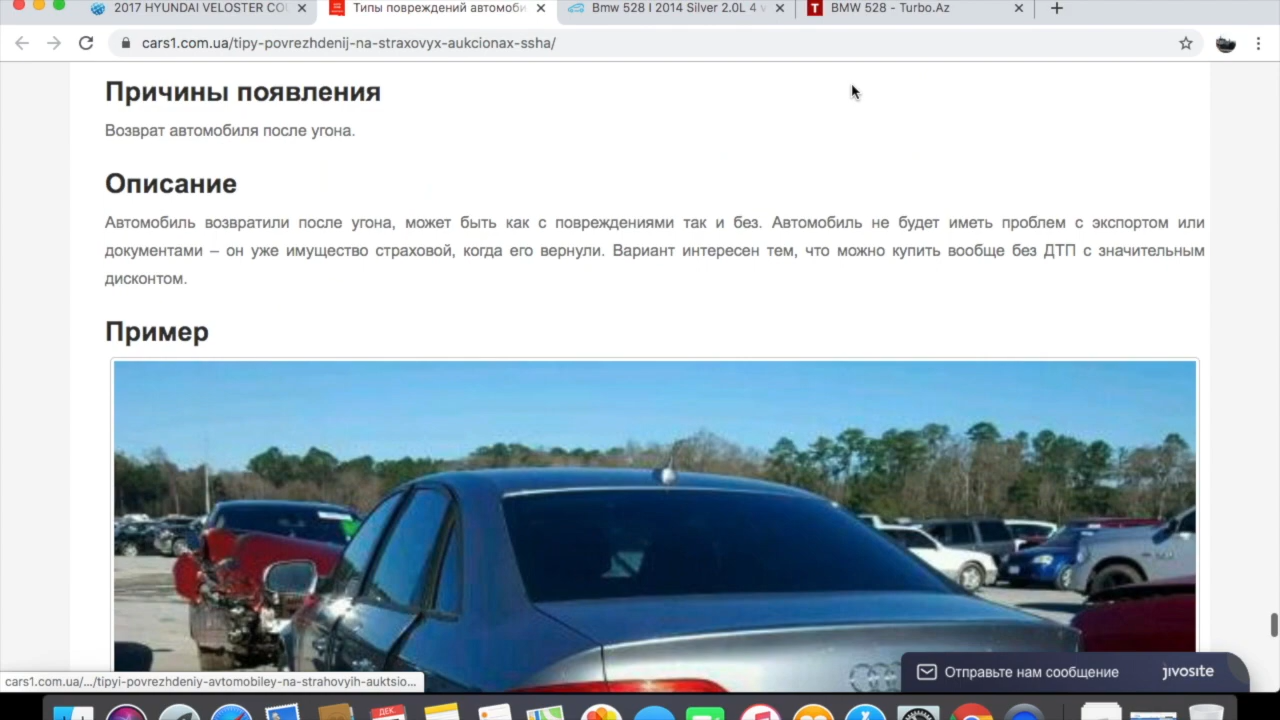 2017 HYUNDAI VELOSTER COU
Типы повреждений автомоби
Bmw 528 I 2014 Silver 2.0L 4 v
BMW 528 - Turbo.Az
cars1.com.ua/tipy-povrezhdenij-na-straxovyx-aukcionax-ssha/
Причины появления
Возврат автомобиля после угона.
Описание
Автомобиль возвратили после угона, может быть как с повреждениями так и без. Автомобиль не будет иметь проблем с экспортом или
документами – он уже имущество страховой, когда его вернули. Вариант интересен тем, что можно купить вообще без ДТП с значительным
дисконтом.
Пример
cars1.com.ua/.../tipyi-povrezhdeniy-avtomobiley-na-strahovyih-auktsio...
Отправьте нам сообщение
jivosite
ДЕК.